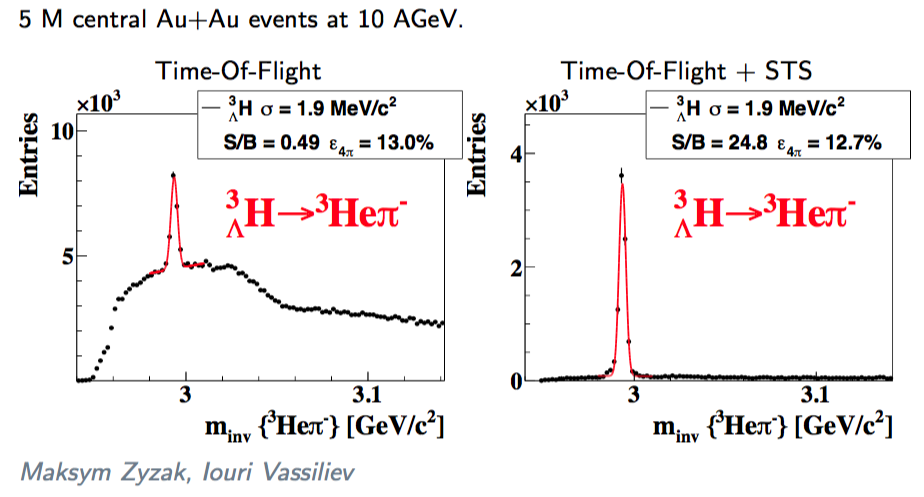 5 M central Au+Au events at 10 AGeV.
Time-Of-Flight
×10³
Entries
10
5
³ΛH σ = 1.9 MeV/c²
S/B = 0.49 ε4π = 13.0%
³ΛH→³Heπ⁻
3
3.1
m_inv {³Heπ⁻} [GeV/c²]
Time-Of-Flight + STS
×10³
Entries
4
2
0
³ΛH σ = 1.9 MeV/c²
S/B = 24.8 ε4π = 12.7%
³ΛH→³Heπ⁻
3
3.1
m_inv {³Heπ⁻} [GeV/c²]
Maksym Zyzak, Iouri Vassiliev